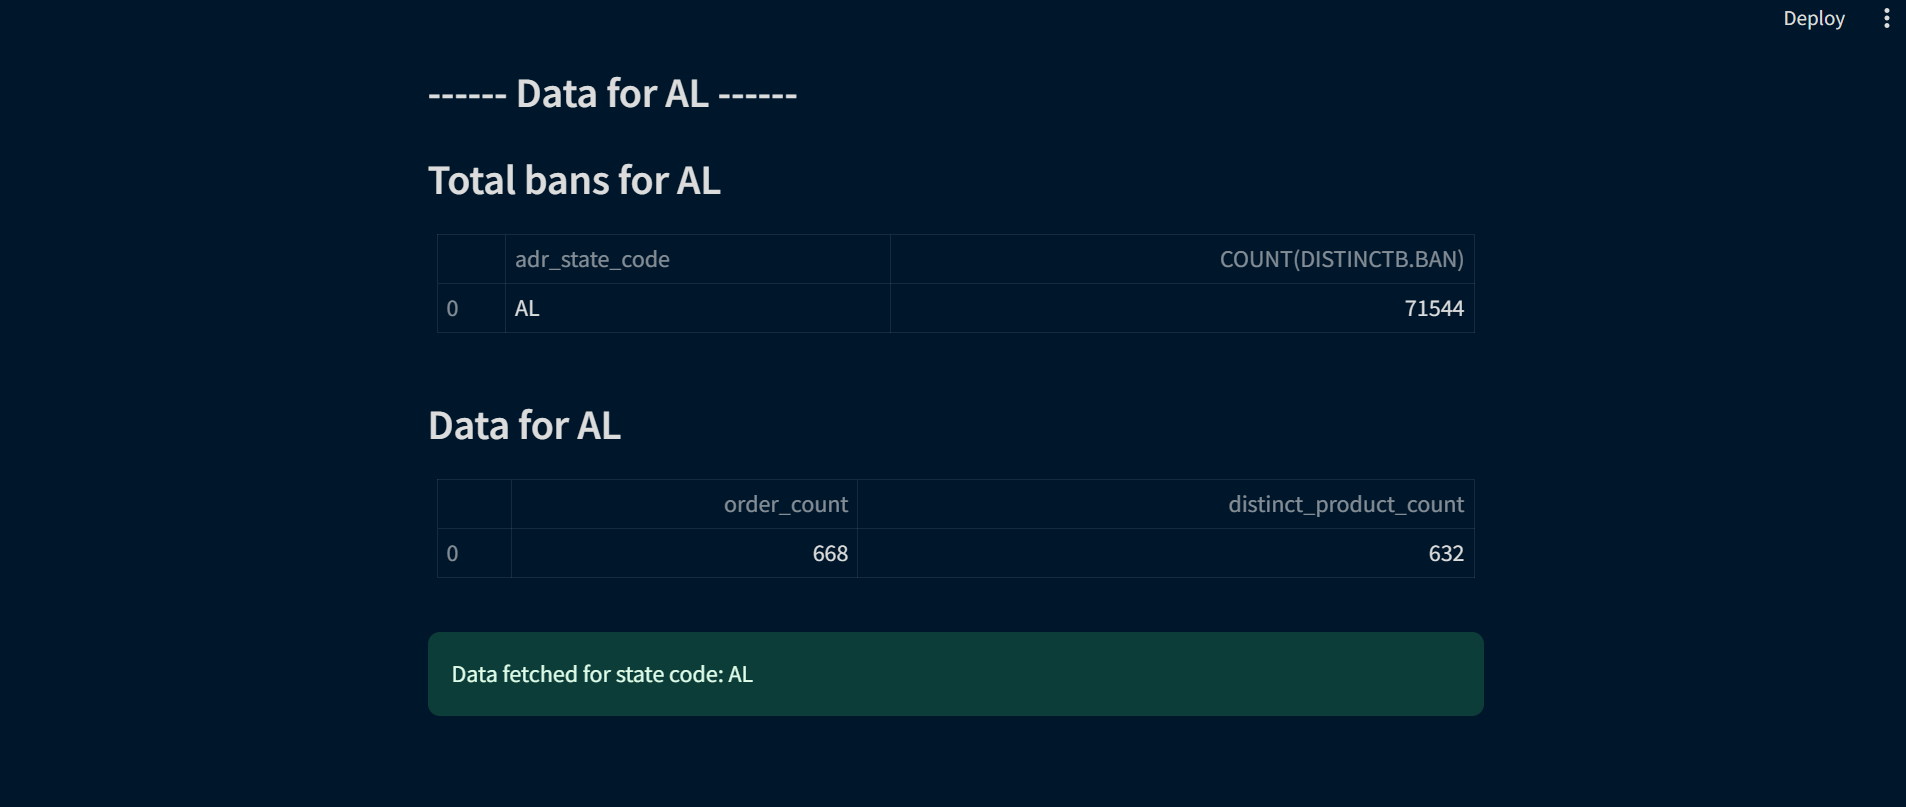 Deploy
------ Data for AL ------
Total bans for AL
adr_state_code COUNT(DISTINCTB.BAN)
0 AL 71544
Data for AL
order_count distinct_product_count
0 668 632
Data fetched for state code: AL